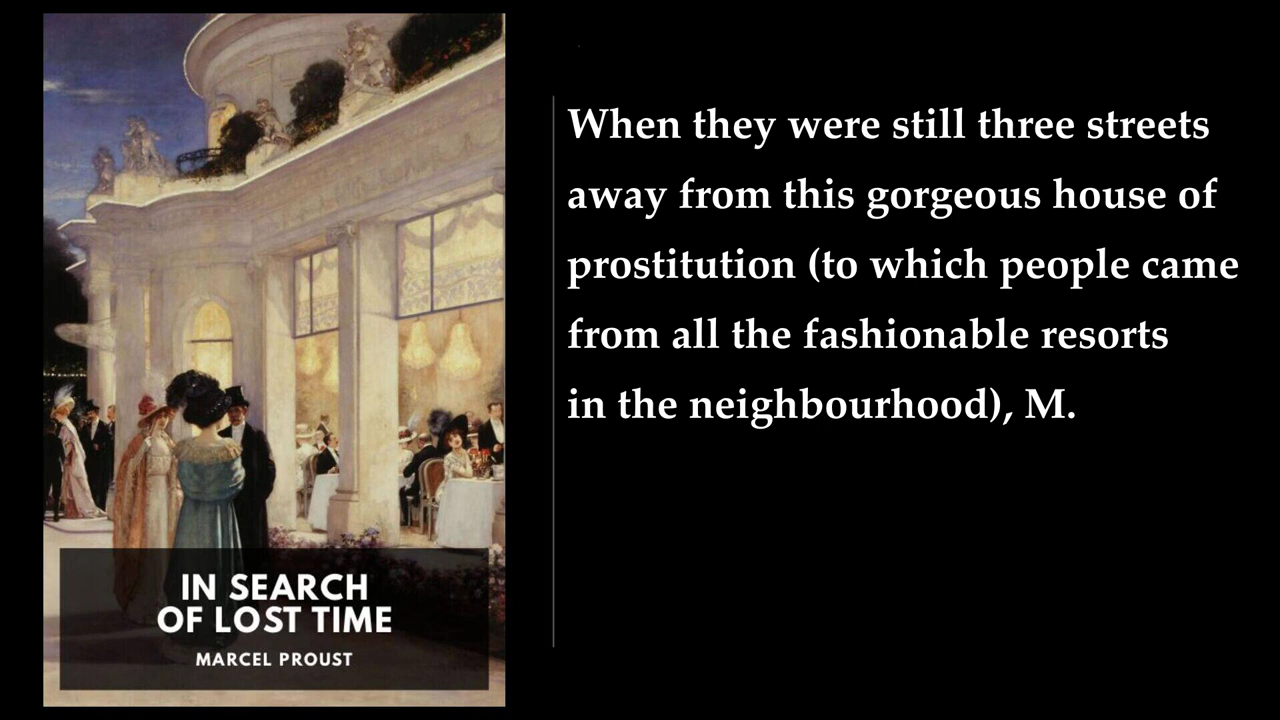 When they were still three streets
away from this gorgeous house of
prostitution (to which people came
from all the fashionable resorts
in the neighbourhood), M.
IN SEARCH
OF LOST TIME
MARCEL PROUST